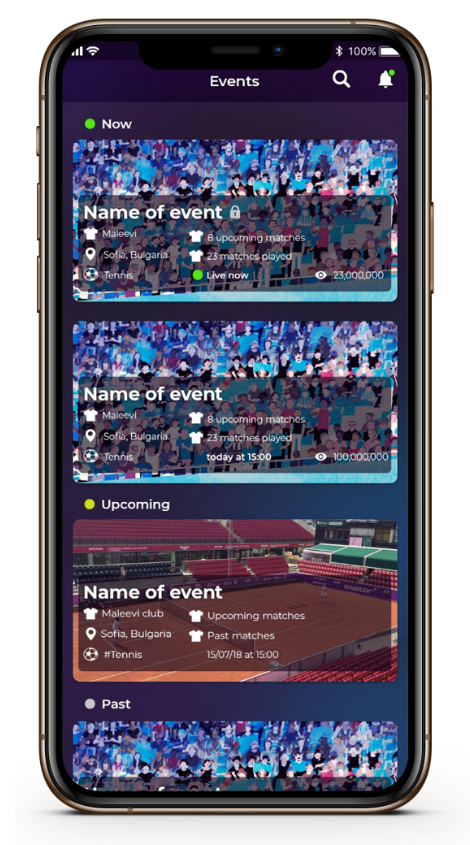 100%
Events
Now
Name of event
Maleevi
8 upcoming matches
Sofia, Bulgaria
23 matches played
Tennis
Live now
23,000,000
Name of event
Maleevi
8 upcoming matches
Sofia, Bulgaria
23 matches played
Tennis
today at 15:00
100,000,000
Upcoming
Name of event
Maleevi club
Upcoming matches
Sofia, Bulgaria
Past matches
#Tennis
15/07/18 at 15:00
Past